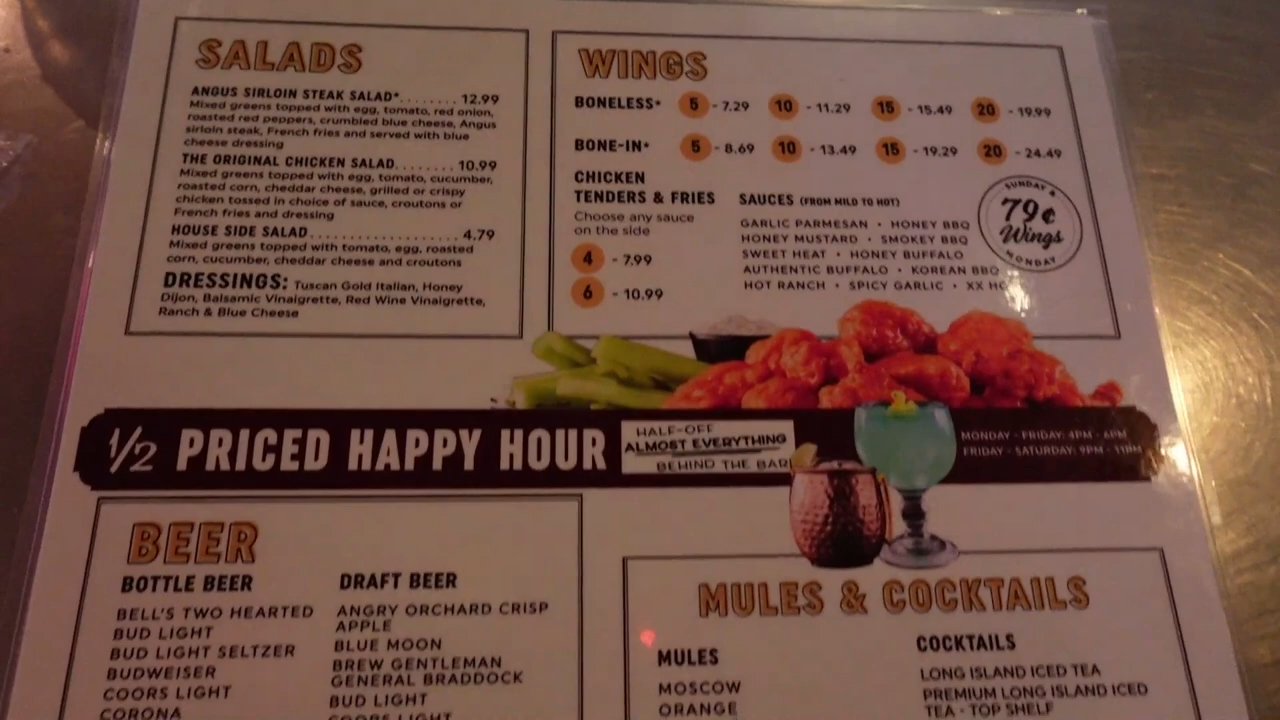 SALADS
ANGUS SIRLOIN STEAK SALAD*........ 12.99
Mixed greens topped with egg, tomato, red onion,
roasted red peppers, crumbled blue cheese, Angus
sirloin steak, French fries and served with blue
cheese dressing
THE ORIGINAL CHICKEN SALAD........ 10.99
Mixed greens topped with egg, tomato, cucumber,
roasted corn, cheddar cheese, grilled or crispy
chicken tossed in choice of sauce, croutons or
French fries and dressing
HOUSE SIDE SALAD...................... 4.79
Mixed greens topped with tomato, egg, roasted
corn, cucumber, cheddar cheese and croutons
DRESSINGS: Tuscan Gold Italian, Honey
Dijon, Balsamic Vinaigrette, Red Wine Vinaigrette,
Ranch & Blue Cheese
WINGS
BONELESS* 5 - 7.29 10 - 11.29 15 - 15.49 20 - 19.99
BONE-IN* 5 - 8.69 10 - 13.49 15 - 19.29 20 - 24.49
CHICKEN
TENDERS & FRIES
Choose any sauce
on the side
4 - 7.99
6 - 10.99
SAUCES (FROM MILD TO HOT)
GARLIC PARMESAN • HONEY BBQ
HONEY MUSTARD • SMOKEY BBQ
SWEET HEAT • HONEY BUFFALO
AUTHENTIC BUFFALO • KOREAN BBQ
HOT RANCH • SPICY GARLIC • XX
SUNDAY &
79¢
Wings
MONDAY
1/2 PRICED HAPPY HOUR
HALF-OFF
ALMOST EVERYTHING
BEHIND THE BAR!
MONDAY - FRIDAY: 4PM - 6PM
FRIDAY - SATURDAY: 9PM - 11PM
BEER
BOTTLE BEER
BELL'S TWO HEARTED
BUD LIGHT
BUD LIGHT SELTZER
BUDWEISER
COORS LIGHT
CORONA
DRAFT BEER
ANGRY ORCHARD CRISP
APPLE
BLUE MOON
BREW GENTLEMAN
GENERAL BRADDOCK
BUD LIGHT
COORS LIGHT
MULES & COCKTAILS
MULES
MOSCOW
ORANGE
COCKTAILS
LONG ISLAND ICED TEA
PREMIUM LONG ISLAND ICED
TEA - TOP SHELF